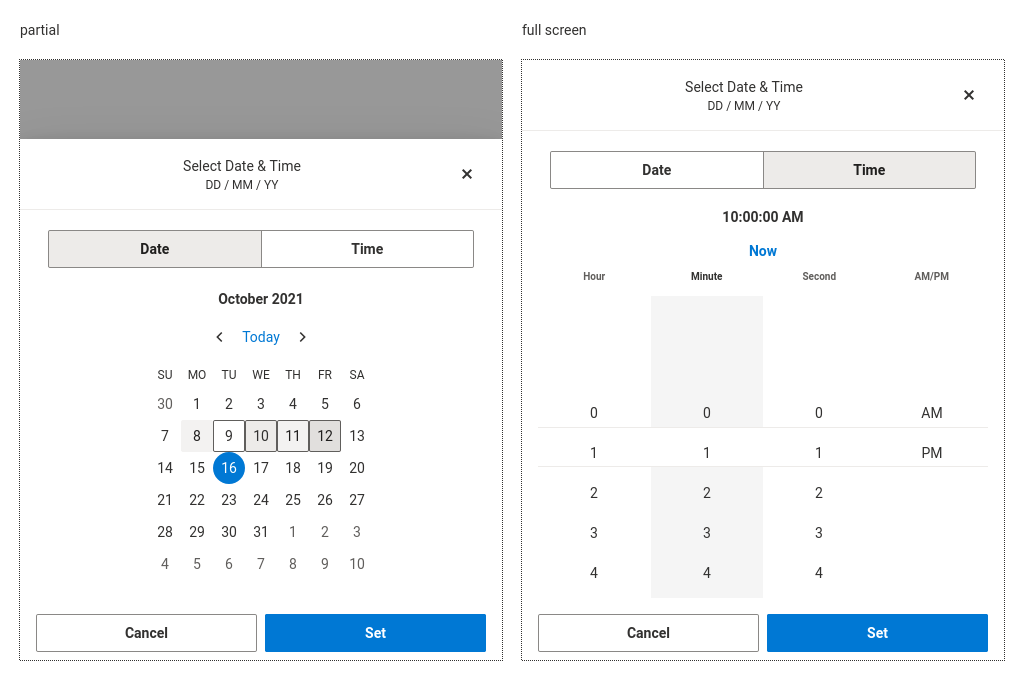 partial
Select Date & Time
DD / MM / YY
×
Date Time
October 2021
Today
SU MO TU WE TH FR SA
30 1 2 3 4 5 6
7 8 9 10 11 12 13
14 15 16 17 18 19 20
21 22 23 24 25 26 27
28 29 30 31 1 2 3
4 5 6 7 8 9 10
Cancel Set
full screen
Select Date & Time
DD / MM / YY
×
Date Time
10:00:00 AM
Now
Hour Minute Second AM/PM
0 0 0 AM
1 1 1 PM
2 2 2
3 3 3
4 4 4
Cancel Set